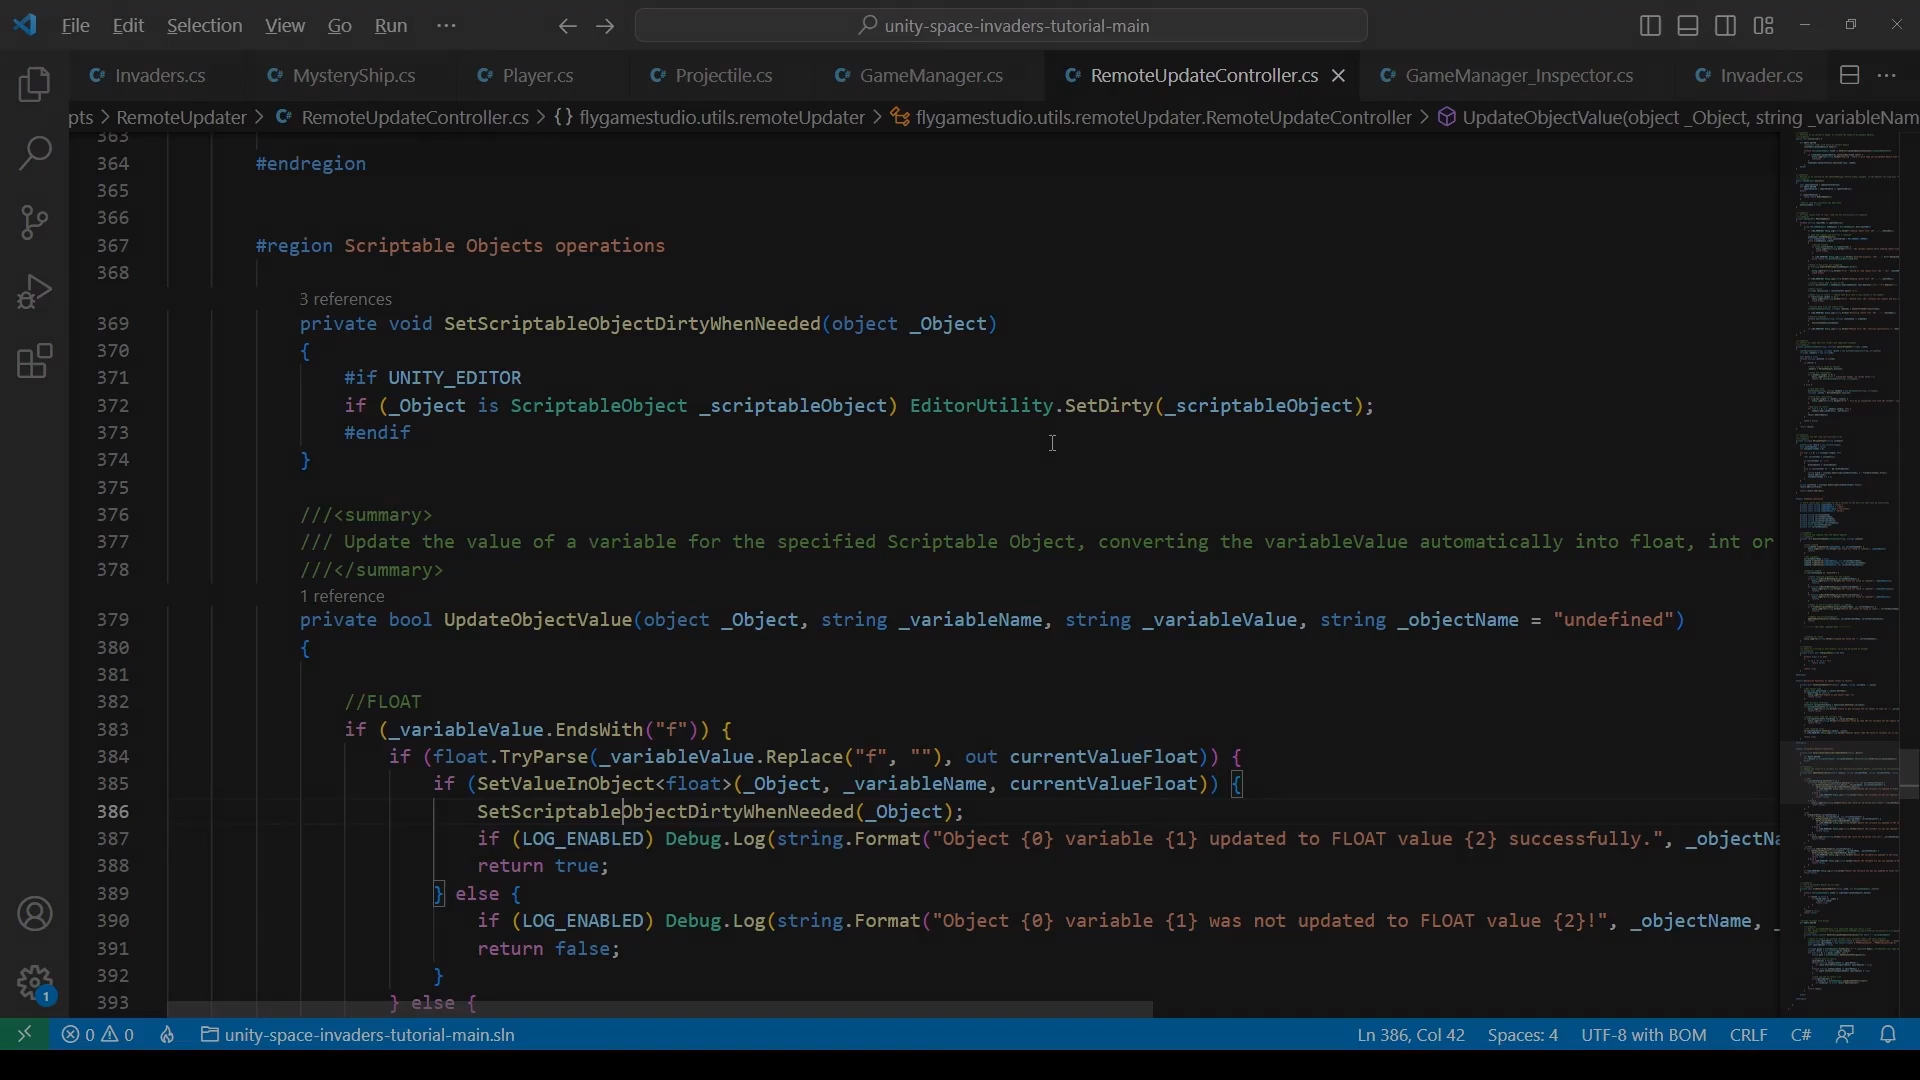 File Edit Selection View Go Run ··· unity-space-invaders-tutorial-main
C# Invaders.cs C# MysteryShip.cs C# Player.cs C# Projectile.cs C# GameManager.cs C# RemoteUpdateController.cs C# GameManager_Inspector.cs C# Invader.cs
pts > RemoteUpdater > C# RemoteUpdateController.cs > {} flygamestudio.utils.remoteUpdater > flygamestudio.utils.remoteUpdater.RemoteUpdateController > UpdateObjectValue(object _Object, string _variableNam
363
364 #endregion
365
366
367 #region Scriptable Objects operations
368
3 references
369 private void SetScriptableObjectDirtyWhenNeeded(object _Object)
370 {
371 #if UNITY_EDITOR
372 if (_Object is ScriptableObject _scriptableObject) EditorUtility.SetDirty(_scriptableObject);
373 #endif
374 }
375
376 ///<summary>
377 /// Update the value of a variable for the specified Scriptable Object, converting the variableValue automatically into float, int or
378 ///</summary>
1 reference
379 private bool UpdateObjectValue(object _Object, string _variableName, string _variableValue, string _objectName = "undefined")
380 {
381
382 //FLOAT
383 if (_variableValue.EndsWith("f")) {
384 if (float.TryParse(_variableValue.Replace("f", ""), out currentValueFloat)) {
385 if (SetValueInObject<float>(_Object, _variableName, currentValueFloat)) {
386 SetScriptableObjectDirtyWhenNeeded(_Object);
387 if (LOG_ENABLED) Debug.Log(string.Format("Object {0} variable {1} updated to FLOAT value {2} successfully.", _objectNa
388 return true;
389 } else {
390 if (LOG_ENABLED) Debug.Log(string.Format("Object {0} variable {1} was not updated to FLOAT value {2}!", _objectName, _
391 return false;
392 }
393 } else {
1
0 0 unity-space-invaders-tutorial-main.sln Ln 386, Col 42 Spaces: 4 UTF-8 with BOM CRLF C#